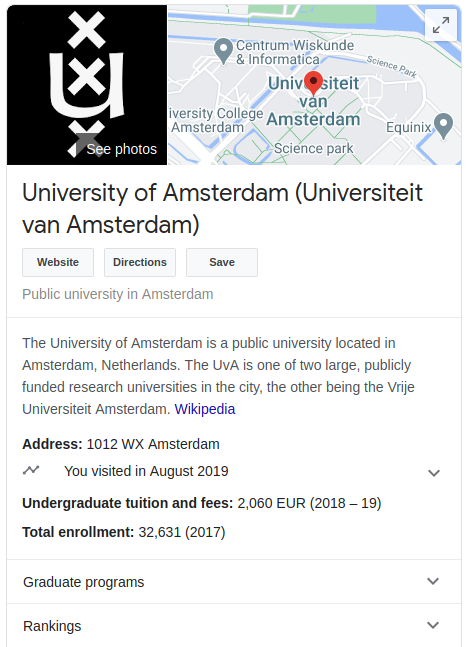 u
See photos
Centrum Wiskunde
& Informatica
Science Park
Universiteit
van
Amsterdam
iversity College
Amsterdam
Equinix
Science park
University of Amsterdam (Universiteit
van Amsterdam)
Website Directions Save
Public university in Amsterdam
The University of Amsterdam is a public university located in
Amsterdam, Netherlands. The UvA is one of two large, publicly
funded research universities in the city, the other being the Vrije
Universiteit Amsterdam. Wikipedia
Address: 1012 WX Amsterdam
You visited in August 2019
Undergraduate tuition and fees: 2,060 EUR (2018 – 19)
Total enrollment: 32,631 (2017)
Graduate programs
Rankings